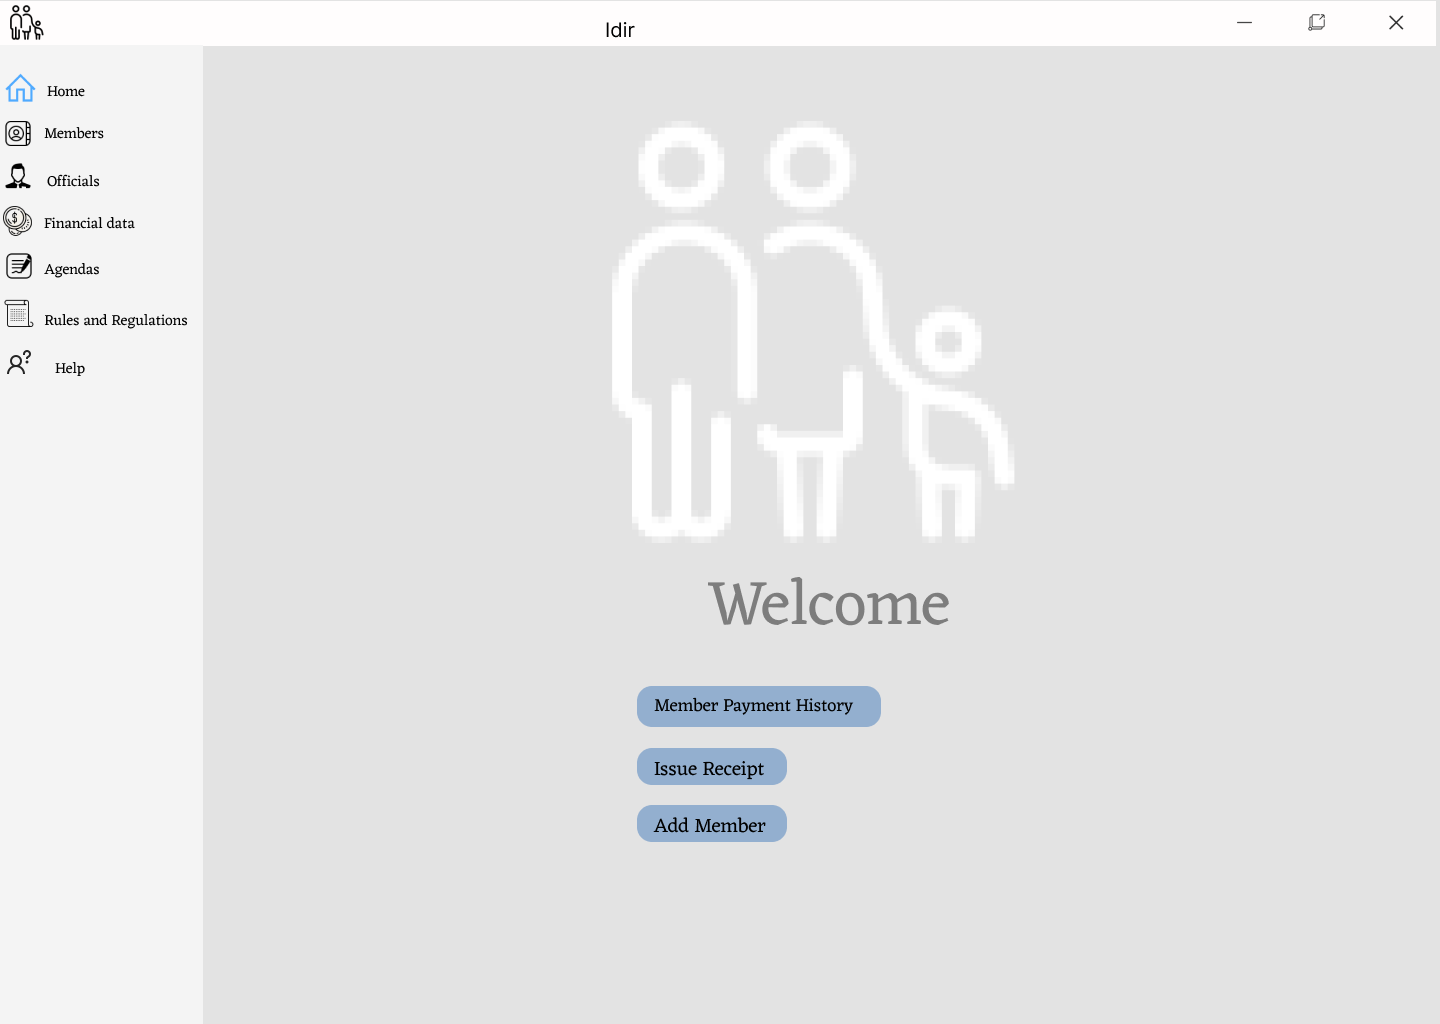 Idir
Home
Members
Officials
Financial data
Agendas
Rules and Regulations
Help
Welcome
Member Payment History
Issue Receipt
Add Member